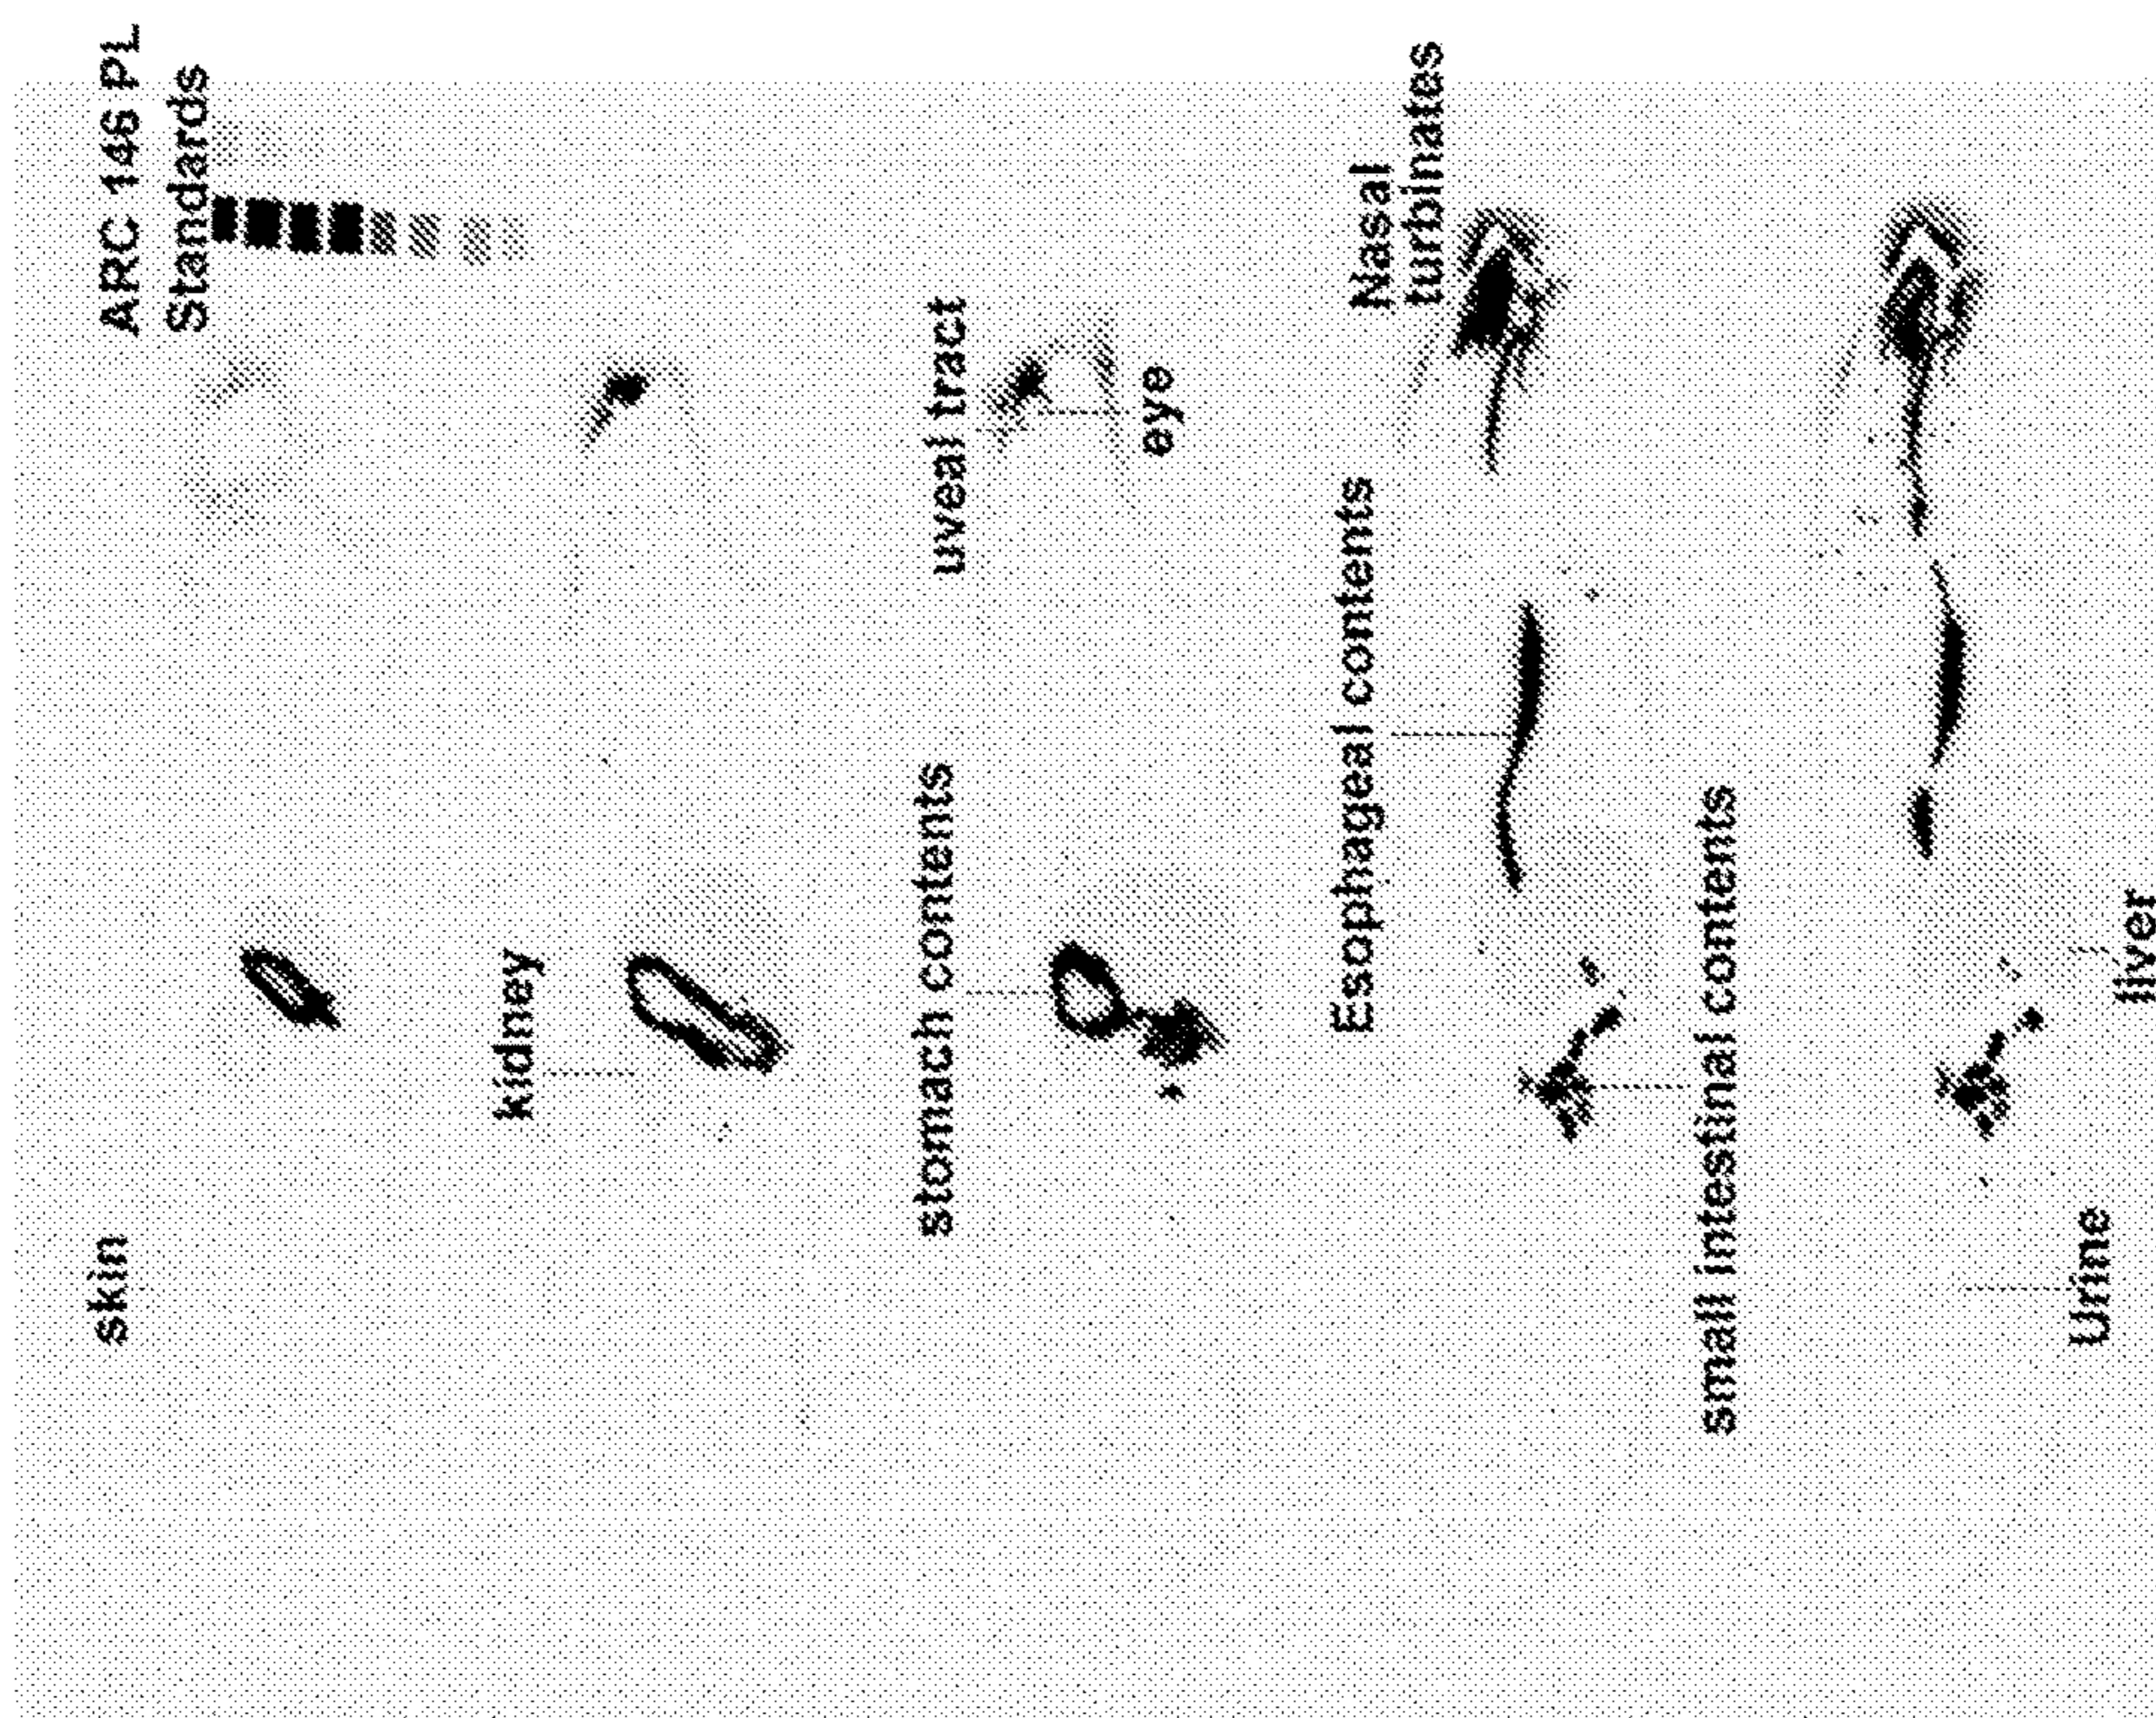 ARC 146 PL
Standards
skin
kidney
uveal tract
eye
stomach contents
Nasal
turbinates
Esophageal contents
small intestinal contents
liver
Urine